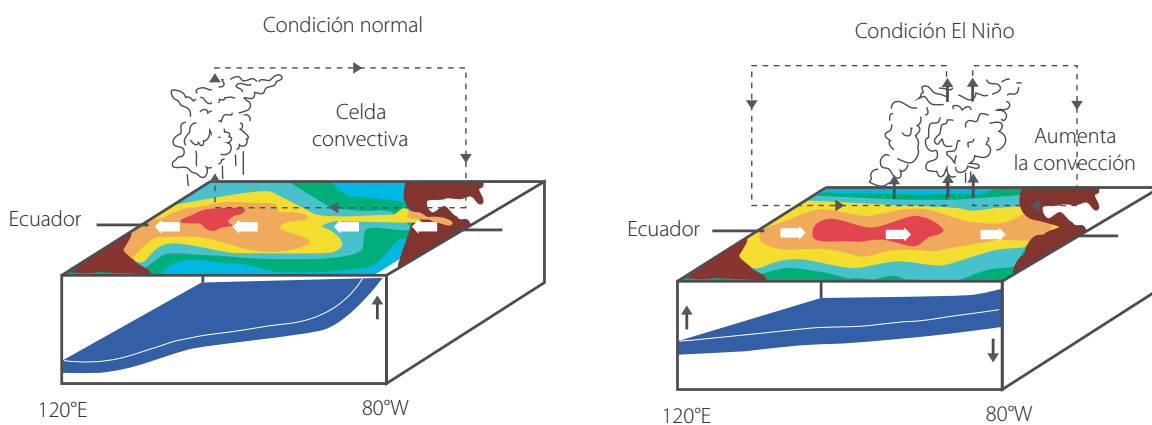 Condición normal
Celda
convectiva
Ecuador
120°E
80°W
Condición El Niño
Aumenta
la convección
Ecuador
120°E
80°W